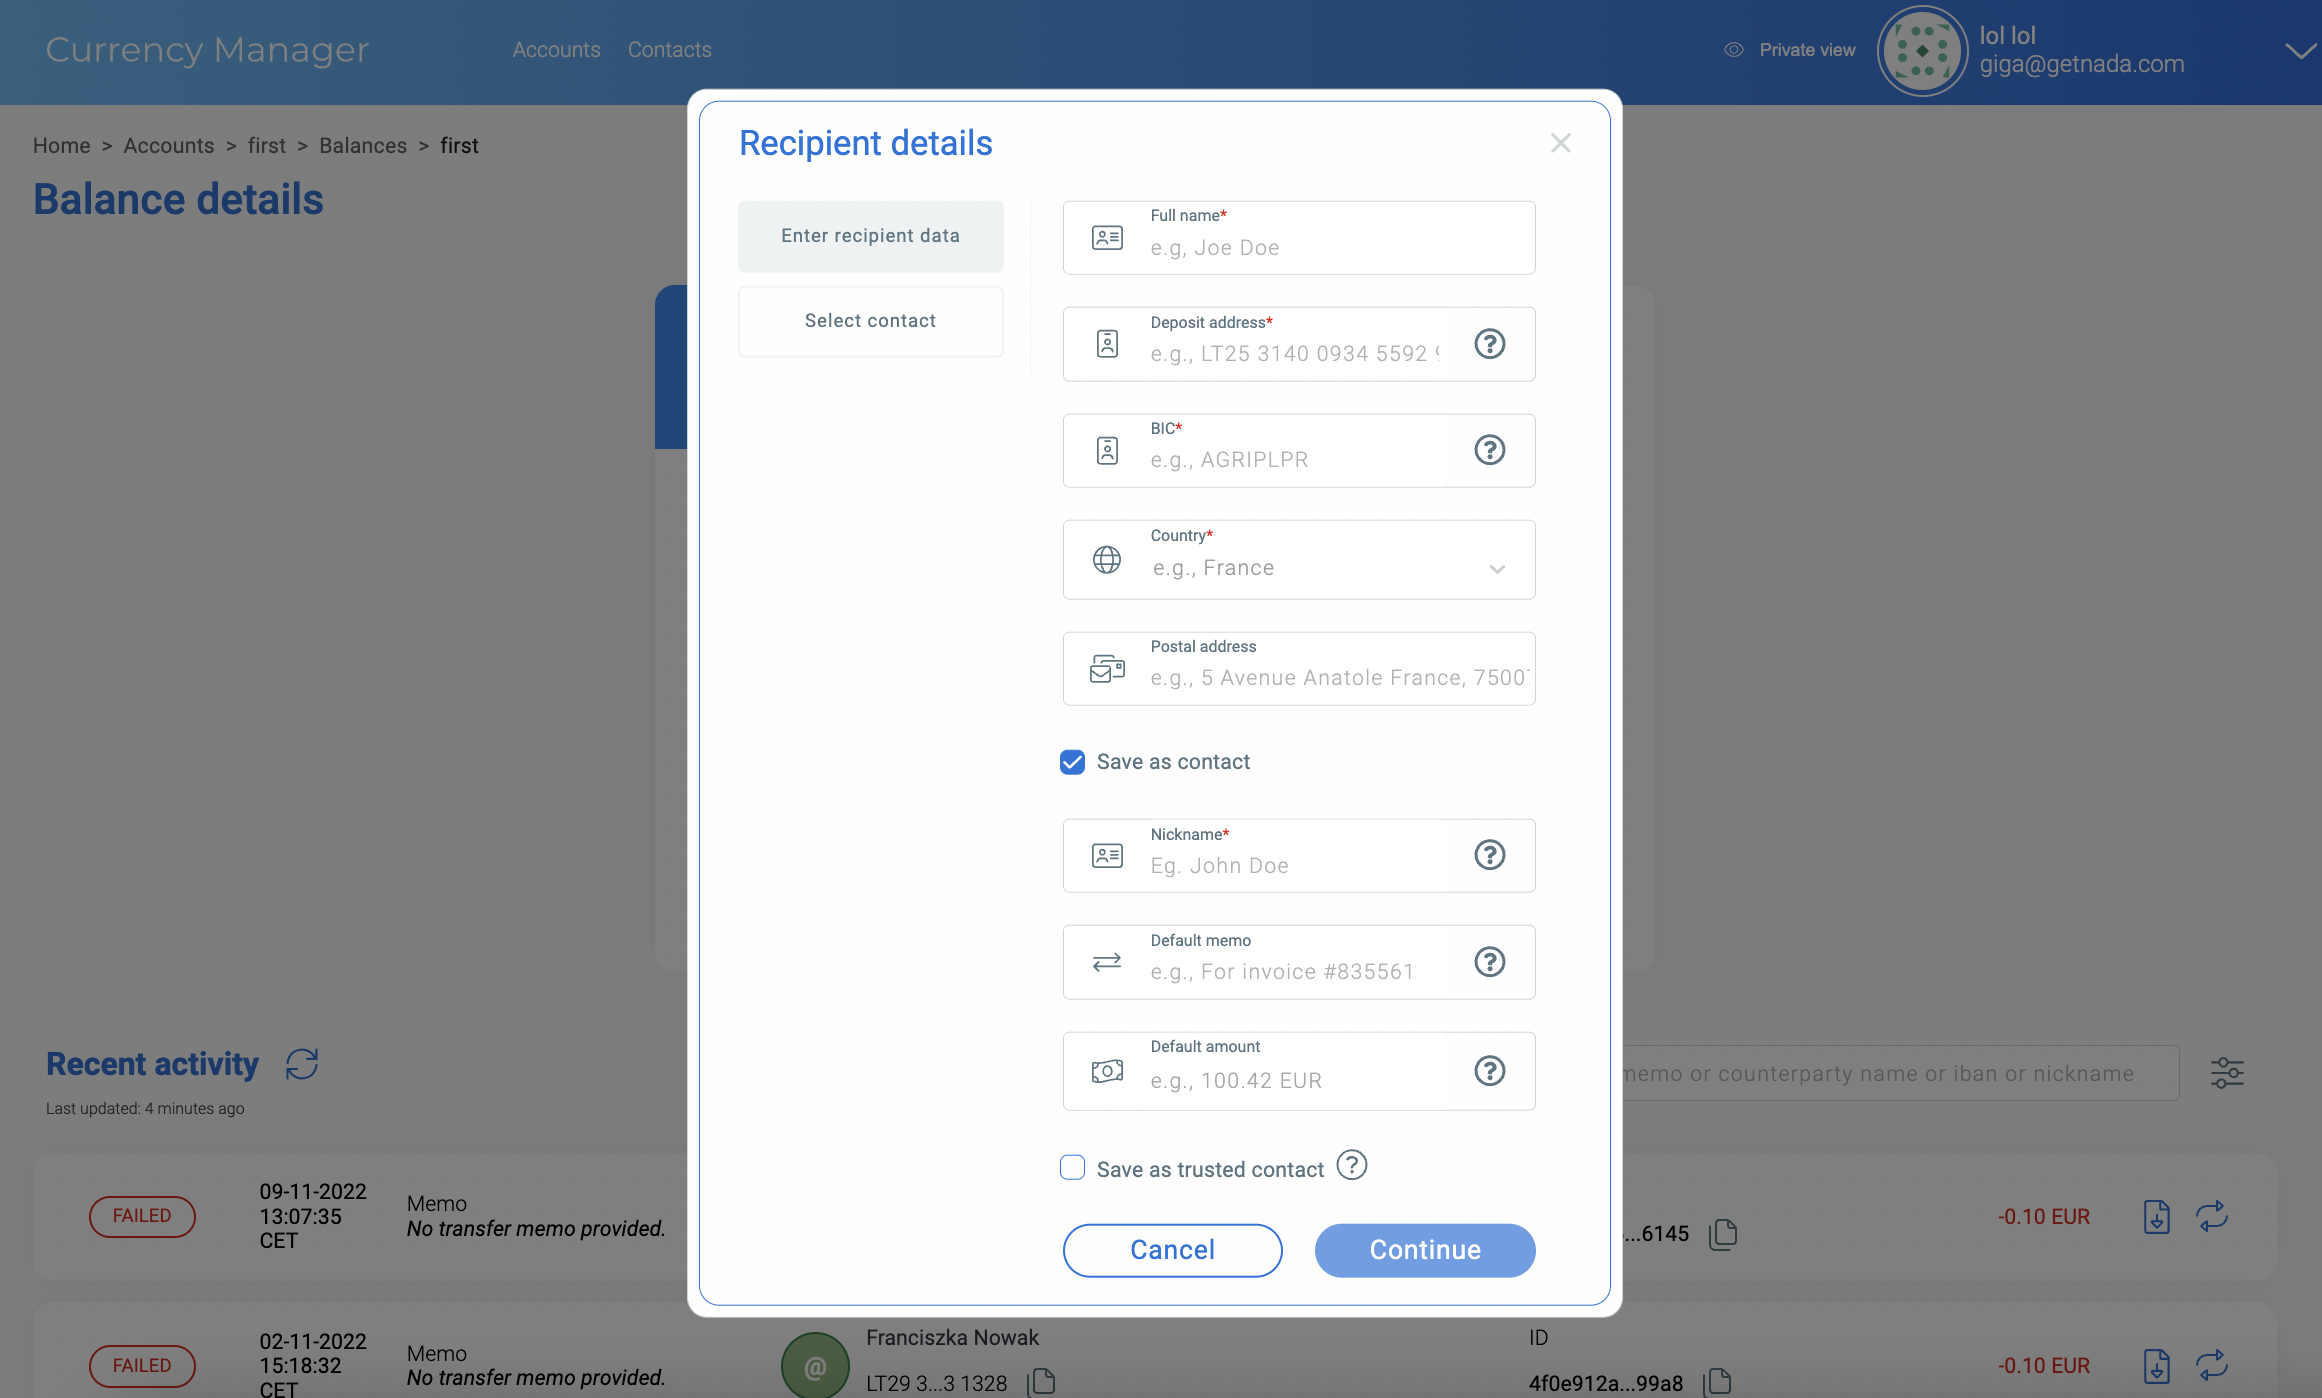 Currency Manager
Accounts
Contacts
Private view
lol lol
giga@getnada.com
Home > Accounts > first > Balances > first
Balance details
Recipient details
Enter recipient data
Select contact
Full name*
e.g, Joe Doe
Deposit address*
e.g., LT25 3140 0934 5592
BIC*
e.g., AGRIPLPR
Country*
e.g., France
Postal address
e.g., 5 Avenue Anatole France, 7500
Save as contact
Nickname*
Eg. John Doe
Default memo
e.g., For invoice #835561
Default amount
e.g., 100.42 EUR
Save as trusted contact
Cancel
Continue
Recent activity
Last updated: 4 minutes ago
memo or counterparty name or iban or nickname
FAILED
09-11-2022
13:07:35
CET
Memo
No transfer memo provided.
...6145
-0.10 EUR
FAILED
02-11-2022
15:18:32
CET
Memo
No transfer memo provided.
@
Franciszka Nowak
LT29 3...3 1328
ID
4f0e912a...99a8
-0.10 EUR